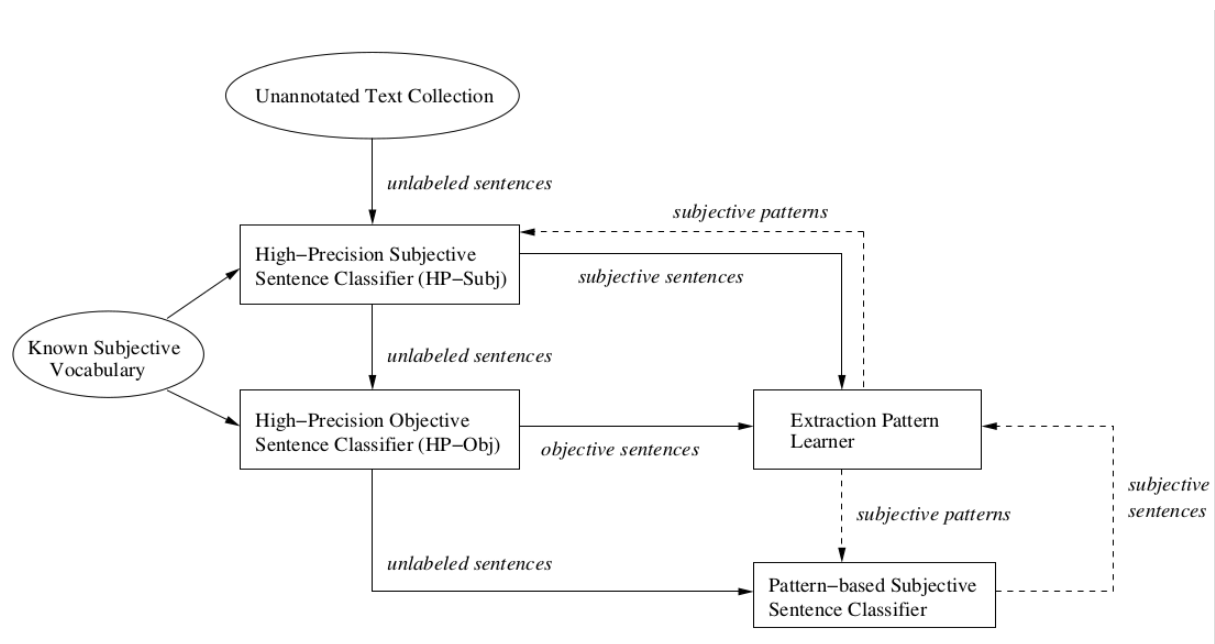 Unannotated Text Collection
unlabeled sentences
subjective patterns
High−Precision Subjective
Sentence Classifier (HP−Subj)
subjective sentences
Known Subjective
Vocabulary
unlabeled sentences
High−Precision Objective
Sentence Classifier (HP−Obj)
objective sentences
Extraction Pattern
Learner
subjective
sentences
subjective patterns
unlabeled sentences
Pattern−based Subjective
Sentence Classifier